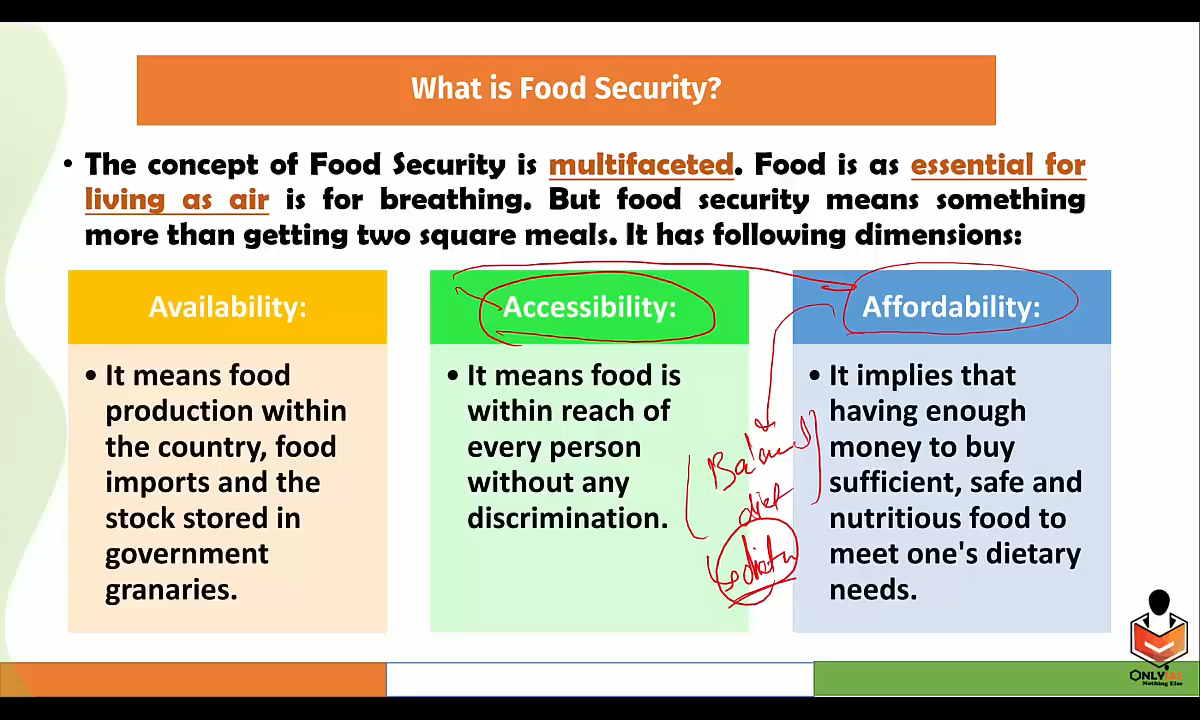 What is Food Security?
• The concept of Food Security is multifaceted. Food is as essential for
living as air is for breathing. But food security means something
more than getting two square meals. It has following dimensions:
Availability:
• It means food
production within
the country, food
imports and the
stock stored in
government
granaries.
Accessibility:
• It means food is
within reach of
every person
without any
discrimination.
Balanced
diet
Affordability:
• It implies that
having enough
money to buy
sufficient, safe and
nutritious food to
meet one's dietary
needs.
ONLYIAS
Nothing Else